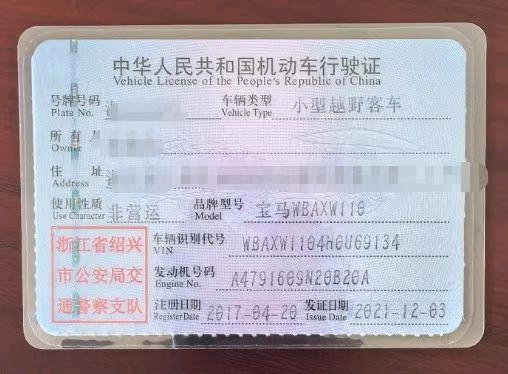 中华人民共和国机动车行驶证
Vehicle License of the People's Republic of China
号牌号码 车辆类型 小型越野客车
Plate No. Vehicle Type
所有人
Owner
住址
Address
使用性质 非营运 品牌型号 宝马WBAXW110
Use Character Model
浙江省绍兴
市公安局交
通警察支队
车辆识别代号 WBAXW1104H0U69134
VIN
发动机号码 A4791609N20B20A
Engine No.
注册日期 2017-04-20 发证日期 2021-12-03
Register Date Issue Date